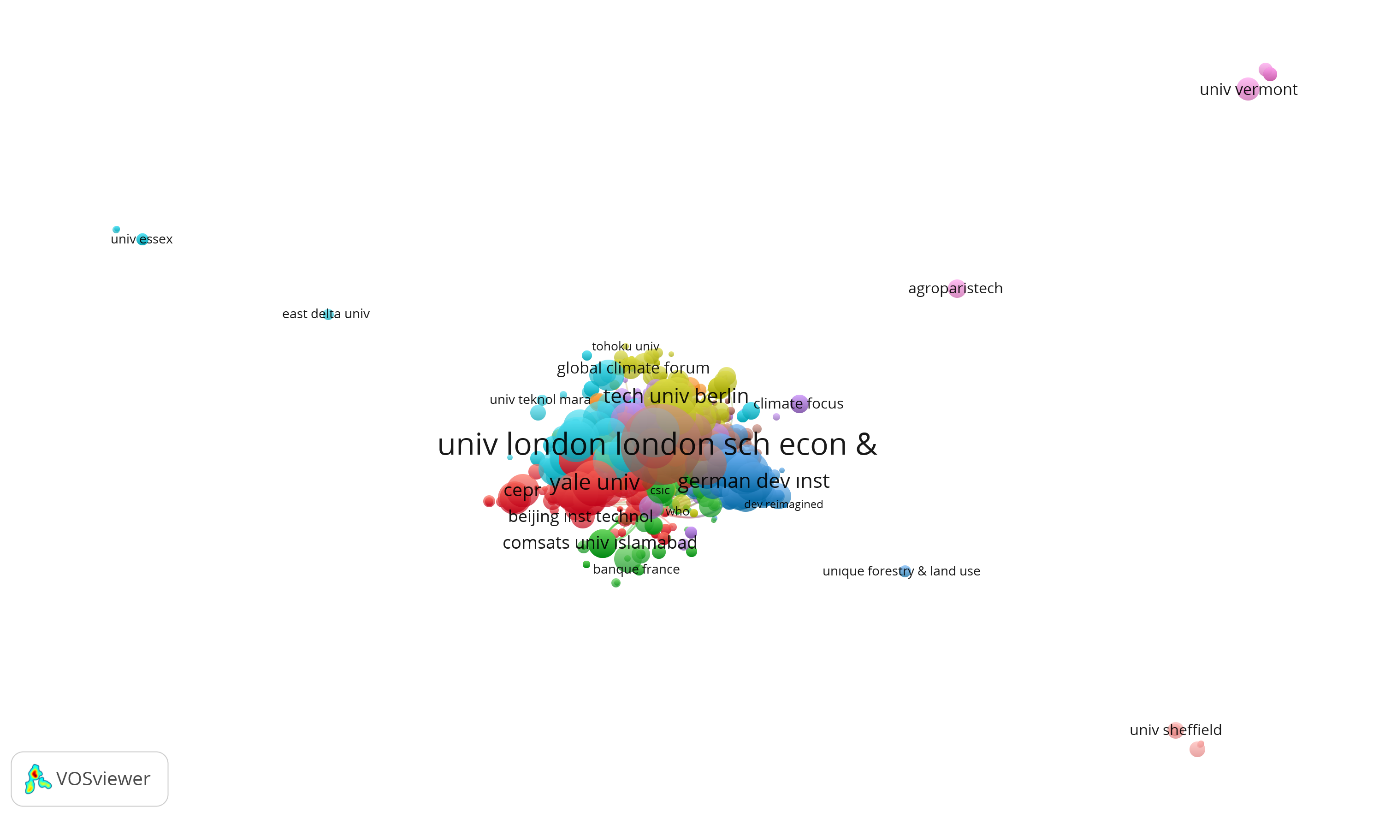 univ vermont
univ essex
agroparistech
east delta univ
tohoku univ
global climate forum
tech univ berlin
univ teknol mara
climate focus
univ london london sch econ &
german dev inst
yale univ
cepr
csic
dev reimagined
who
beijing inst technol
comsats univ islamabad
banque france
unique forestry & land use
univ sheffield
VOSviewer